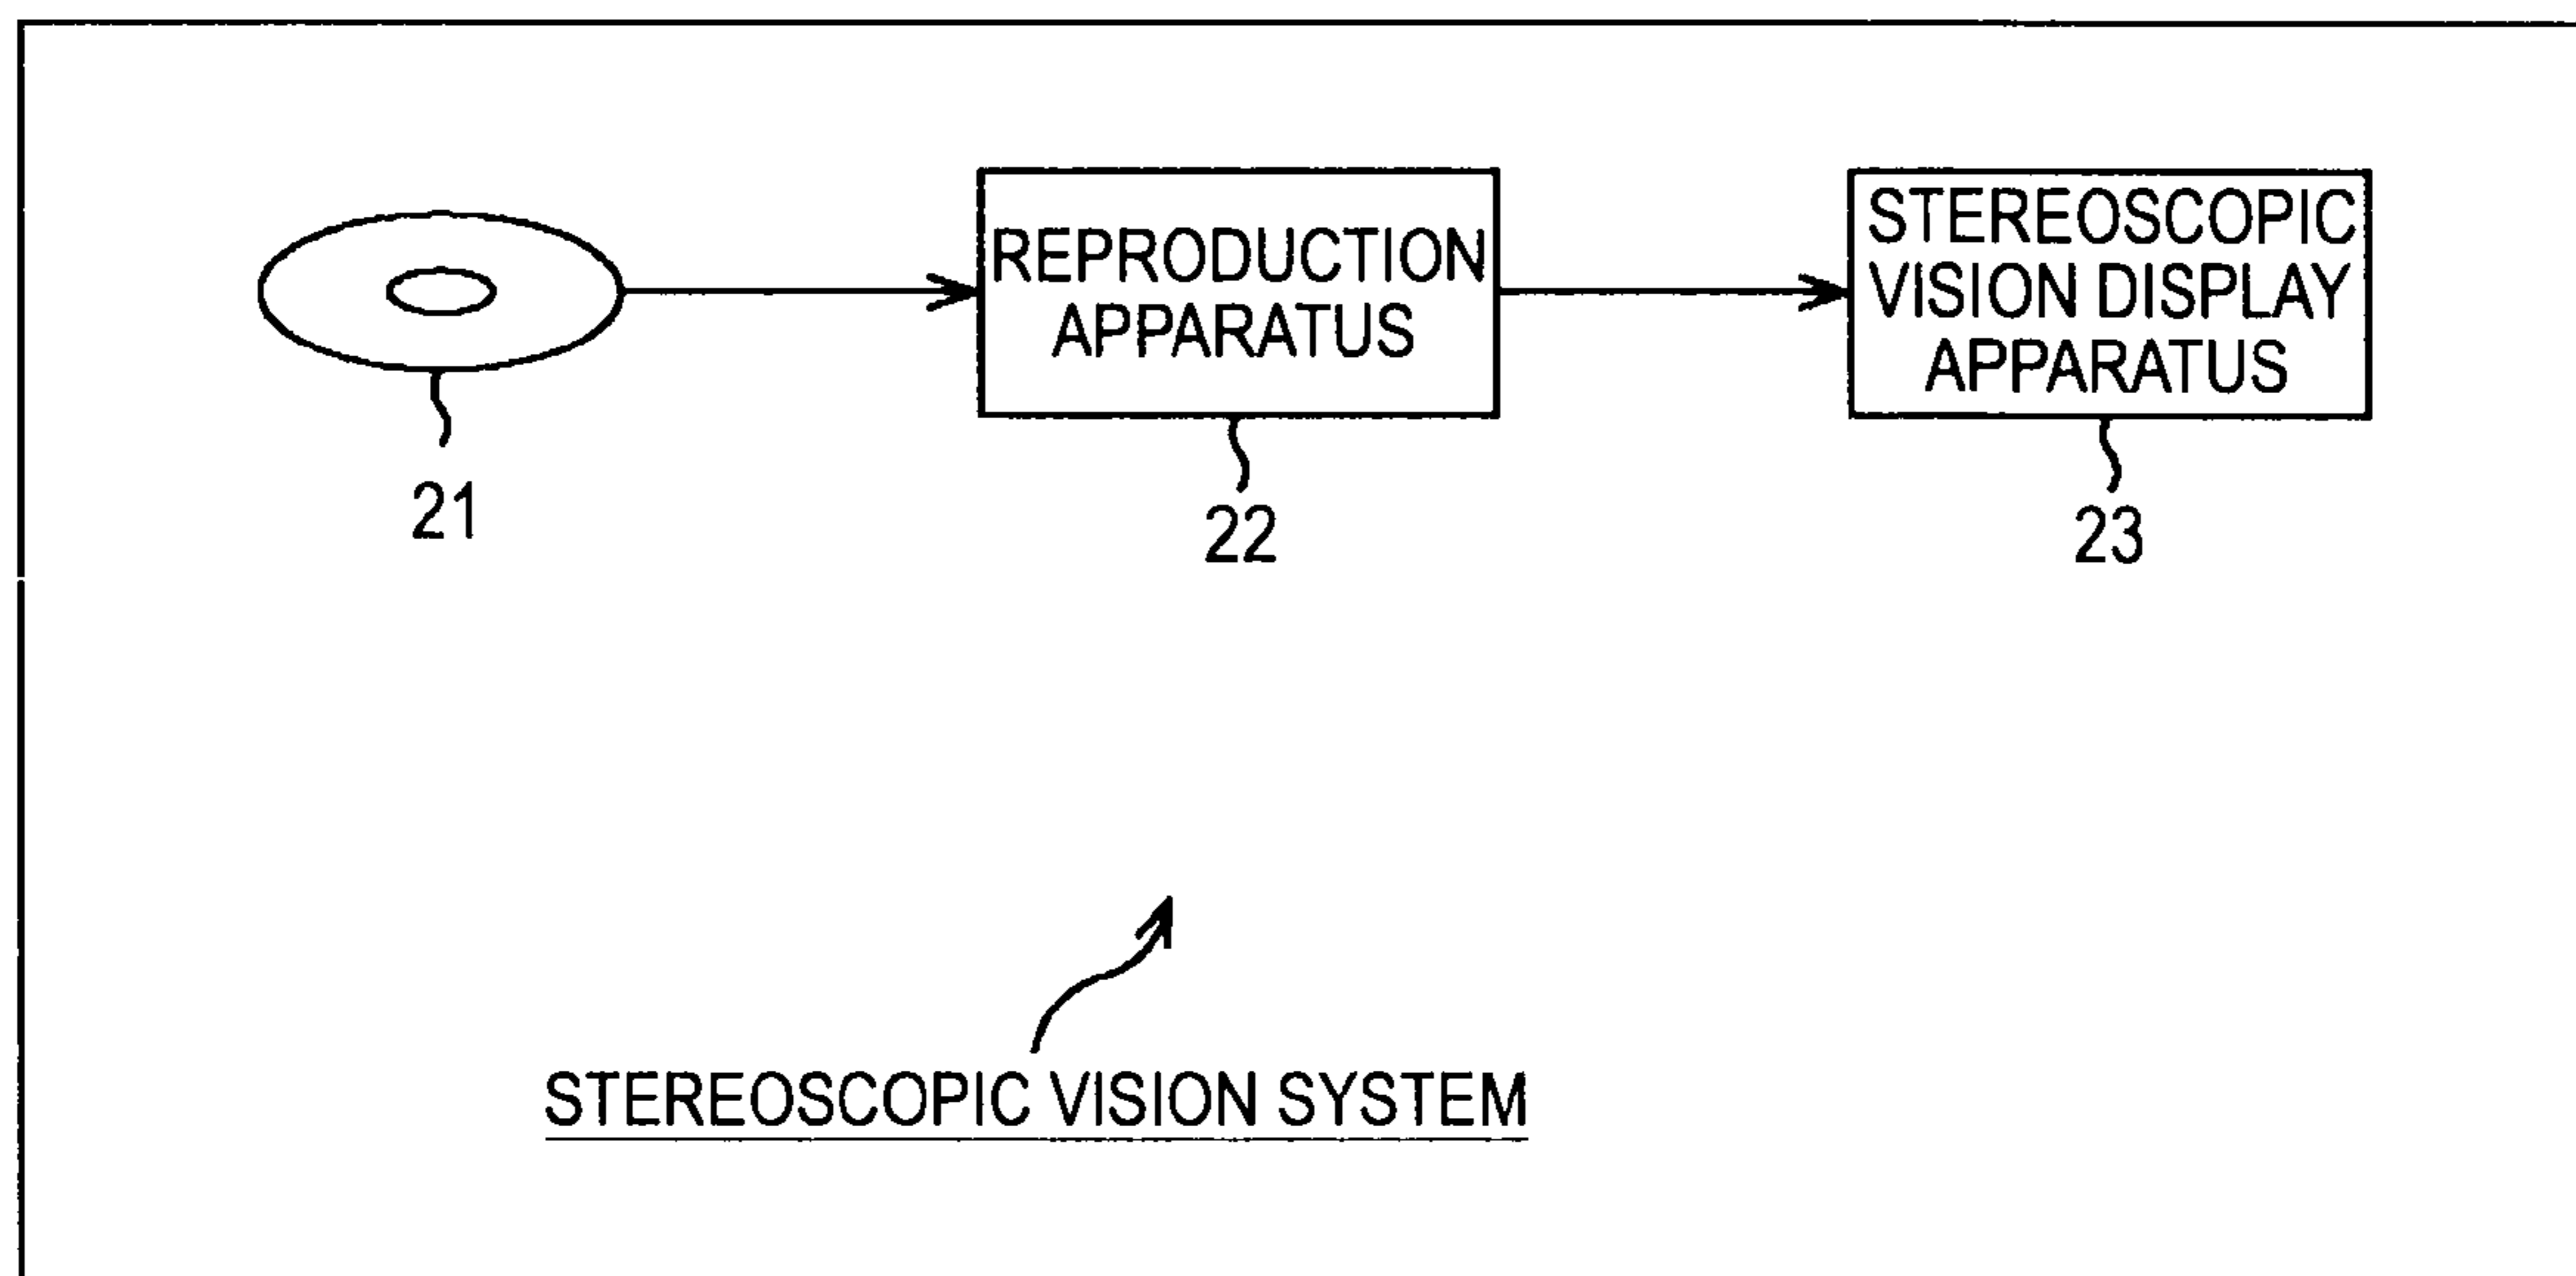 REPRODUCTION
APPARATUS
STEREOSCOPIC
VISION DISPLAY
APPARATUS
21
22
23
STEREOSCOPIC VISION SYSTEM